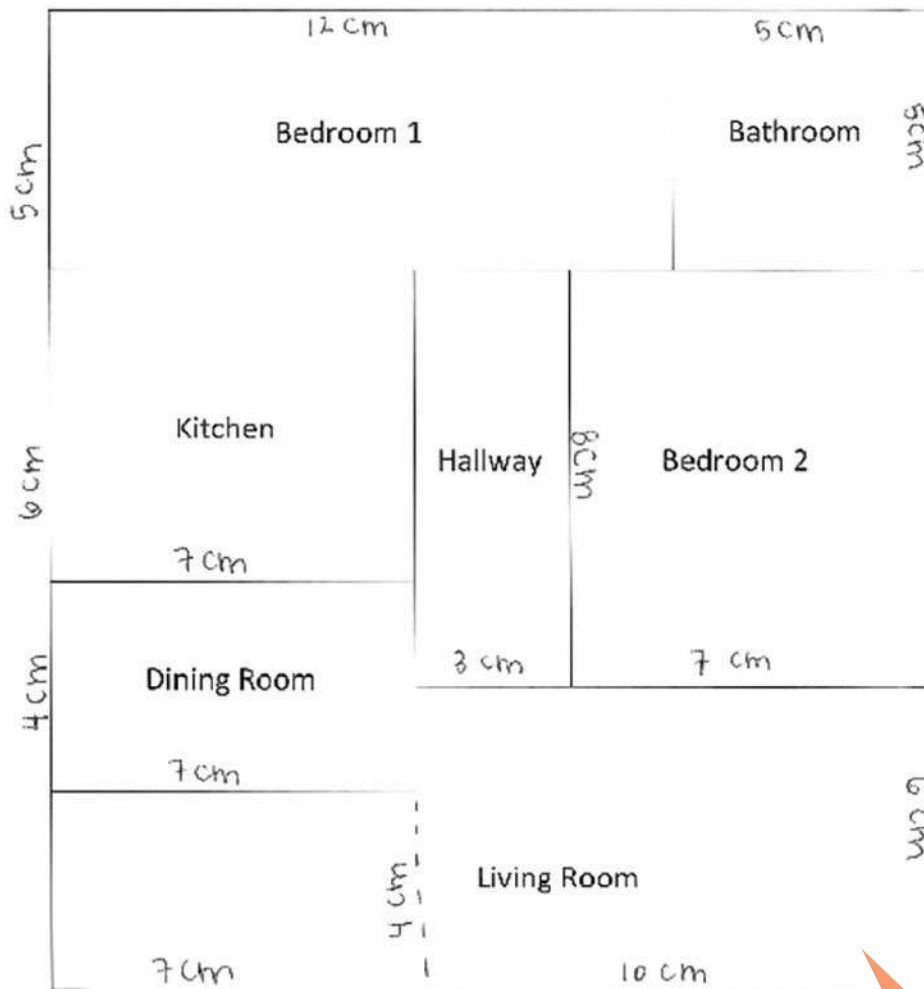 12 cm
5 cm
Bedroom 1
Bathroom
5 cm
5 cm
Kitchen
Hallway
8 cm
Bedroom 2
6 cm
7 cm
3 cm
7 cm
Dining Room
4 cm
7 cm
6 cm
4 cm
Living Room
7 cm
10 cm